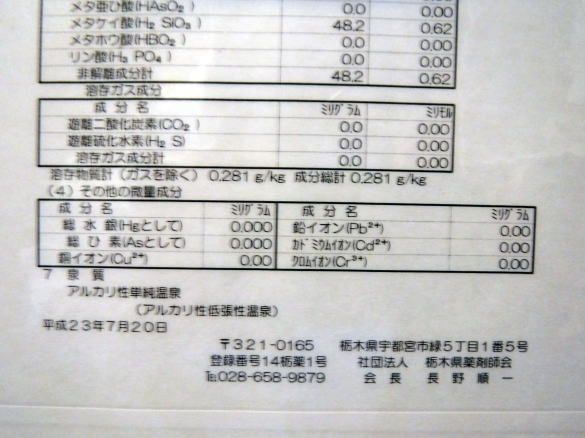 メタ亜ひ酸(HAsO₂) 0.0 0.00
メタケイ酸(H₂ SiO₃) 48.2 0.62
メタホウ酸(HBO₂) 0.0 0.00
リン酸(H₃ PO₄) 0.0 0.00
非解離成分計 48.2 0.62
溶存ガス成分
成 分 名 ﾐﾘｸﾞﾗﾑ ﾐﾘﾓﾙ
遊離二酸化炭素(CO₂) 0.0 0.00
遊離硫化水素(H₂ S) 0.0 0.00
溶存ガス成分計 0.0 0.00
溶存物質計(ガスを除く) 0.281 g/kg 成分総計 0.281 g/kg
(4) その他の微量成分
成 分 名 ﾐﾘｸﾞﾗﾑ 成 分 名 ﾐﾘｸﾞﾗﾑ
総 水 銀(Hgとして) 0.000 鉛イオン(Pb²⁺) 0.00
総 ひ 素(Asとして) 0.000 ｶﾄﾞﾐｳﾑｲｵﾝ(Cd²⁺) 0.00
銅イオン(Cu²⁺) 0.00 ｸﾛﾑｲｵﾝ(Cr³⁺) 0.00
7 泉 質
アルカリ性単純温泉
(アルカリ性低張性温泉)
平成23年7月20日
〒321-0165 栃木県宇都宮市緑5丁目1番5号
登録番号14栃薬1号 社団法人 栃木県薬剤師会
℡028-658-9879 会 長 長 野 順 一